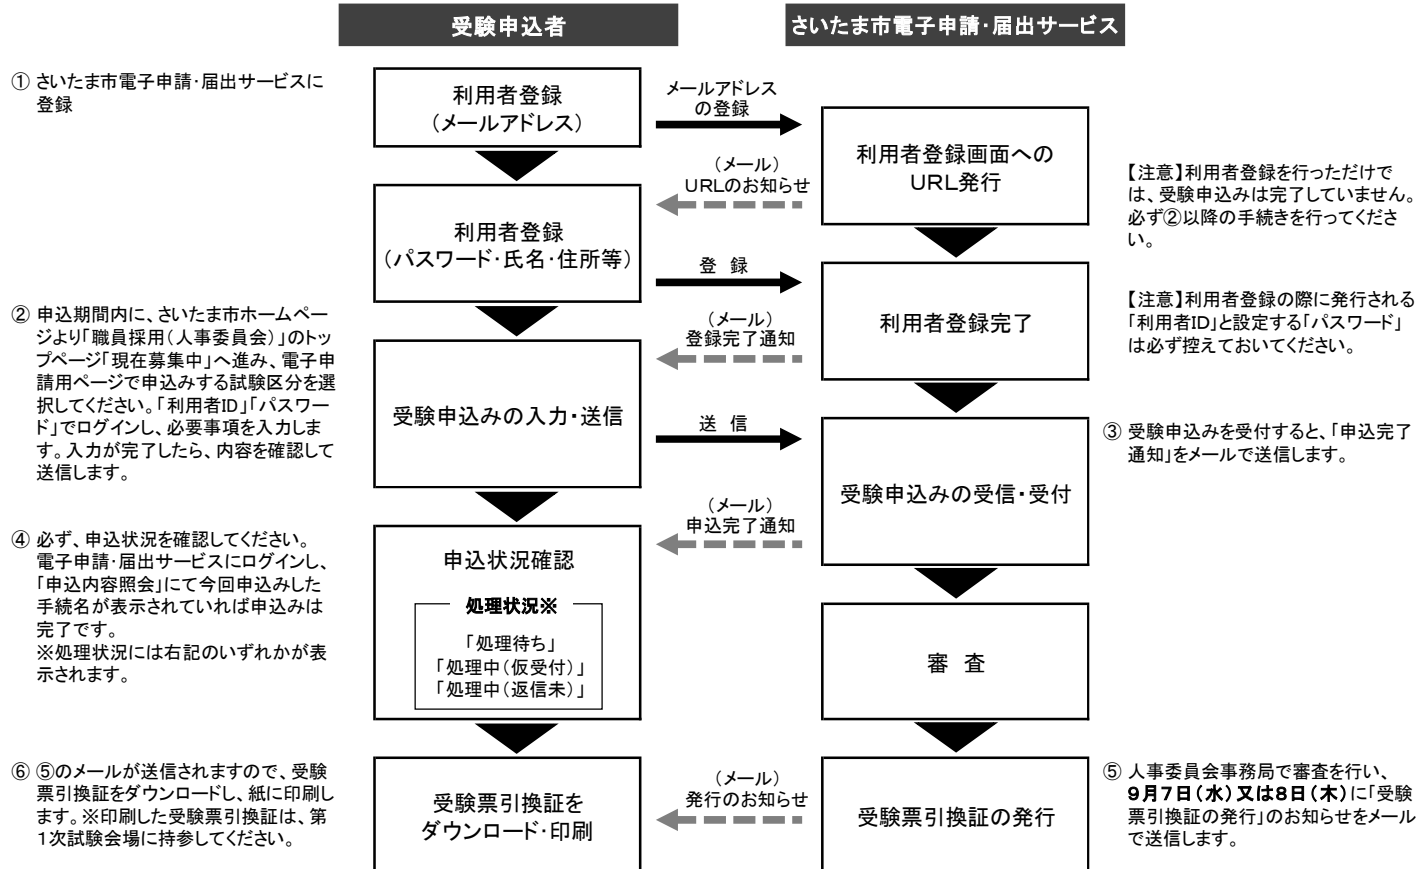 受験申込者
さいたま市電子申請・届出サービス
① さいたま市電子申請・届出サービスに
登録
利用者登録
（メールアドレス）
メールアドレス
の登録
利用者登録画面への
ＵＲＬ発行
（メール）
ＵＲＬのお知らせ
【注意】利用者登録を行っただけで
は、受験申込みは完了していません。
必ず②以降の手続きを行ってくださ
い。
利用者登録
（パスワード・氏名・住所等）
登　録
利用者登録完了
【注意】利用者登録の際に発行される
「利用者ID」と設定する「パスワード」
は必ず控えておいてください。
（メール）
登録完了通知
② 申込期間内に、さいたま市ホームペー
ジより「職員採用（人事委員会）」のトッ
プページ「現在募集中」へ進み、電子申
請用ページで申込みする試験区分を選
択してください。「利用者ID」「パスワー
ド」でログインし、必要事項を入力しま
す。入力が完了したら、内容を確認して
送信します。
受験申込みの入力・送信
送　信
受験申込みの受信・受付
③ 受験申込みを受付すると、「申込完了
通知」をメールで送信します。
（メール）
申込完了通知
④ 必ず、申込状況を確認してください。
電子申請・届出サービスにログインし、
「申込内容照会」にて今回申込みした
手続名が表示されていれば申込みは
完了です。
※処理状況には右記のいずれかが表
示されます。
申込状況確認
処理状況※
「処理待ち」
「処理中（仮受付）」
「処理中（返信未）」
審　査
⑥ ⑤のメールが送信されますので、受験
票引換証をダウンロードし、紙に印刷し
ます。※印刷した受験票引換証は、第
１次試験会場に持参してください。
受験票引換証を
ダウンロード・印刷
（メール）
発行のお知らせ
受験票引換証の発行
⑤ 人事委員会事務局で審査を行い、
９月７日（水）又は８日（木）に「受験
票引換証の発行」のお知らせをメール
で送信します。